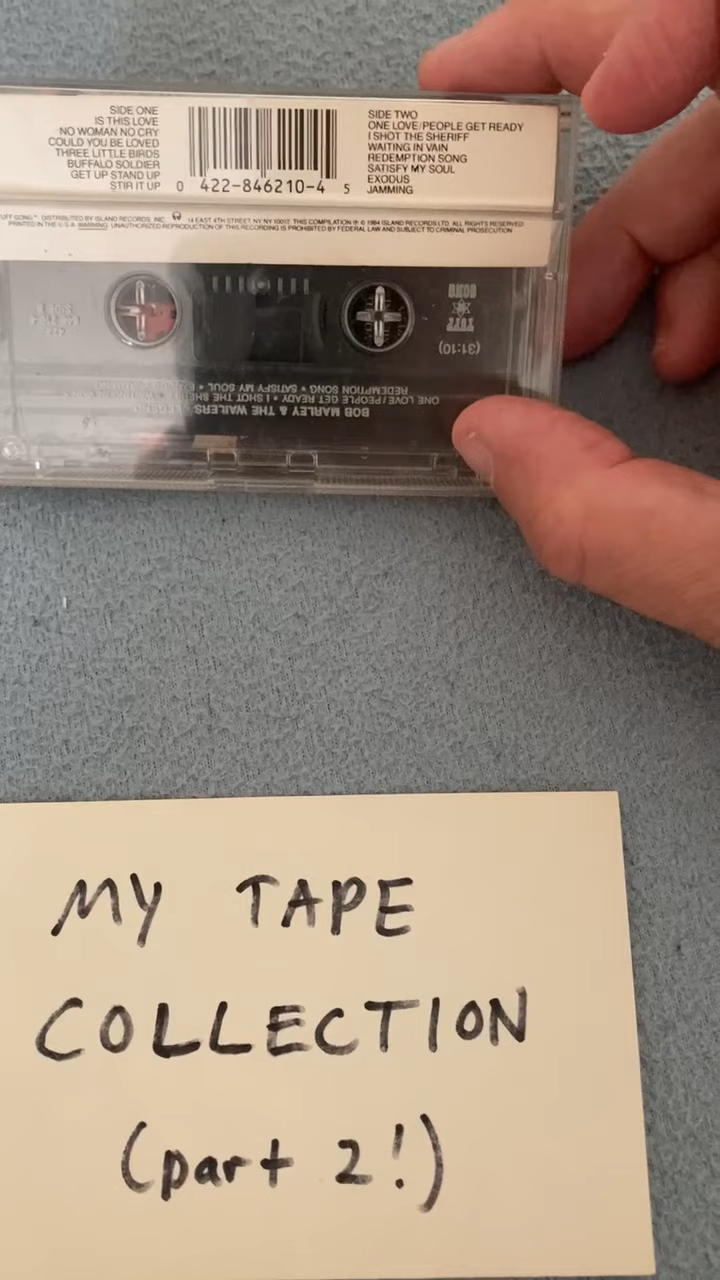 SIDE ONE
IS THIS LOVE
NO WOMAN NO CRY
COULD YOU BE LOVED
THREE LITTLE BIRDS
BUFFALO SOLDIER
GET UP STAND UP
STIR IT UP
0 422-846210-4 5
SIDE TWO
ONE LOVE/PEOPLE GET READY
I SHOT THE SHERIFF
WAITING IN VAIN
REDEMPTION SONG
SATISFY MY SOUL
EXODUS
JAMMING
TUFF GONG™. DISTRIBUTED BY ISLAND RECORDS, INC. 14 EAST 4TH STREET, NY, NY 10012. THIS COMPILATION ℗ © 1984 ISLAND RECORDS LTD. ALL RIGHTS RESERVED
PRINTED IN THE U.S.A. WARNING: UNAUTHORIZED REPRODUCTION OF THIS RECORDING IS PROHIBITED BY FEDERAL LAW AND SUBJECT TO CRIMINAL PROSECUTION
BOB MARLEY & THE WAILERS • LEGEND
ONE LOVE/PEOPLE GET READY • I SHOT THE SHERIFF
REDEMPTION SONG • SATISFY MY SOUL •
(31:10)
TUFF
GONG
MY TAPE
COLLECTION
(part 2!)